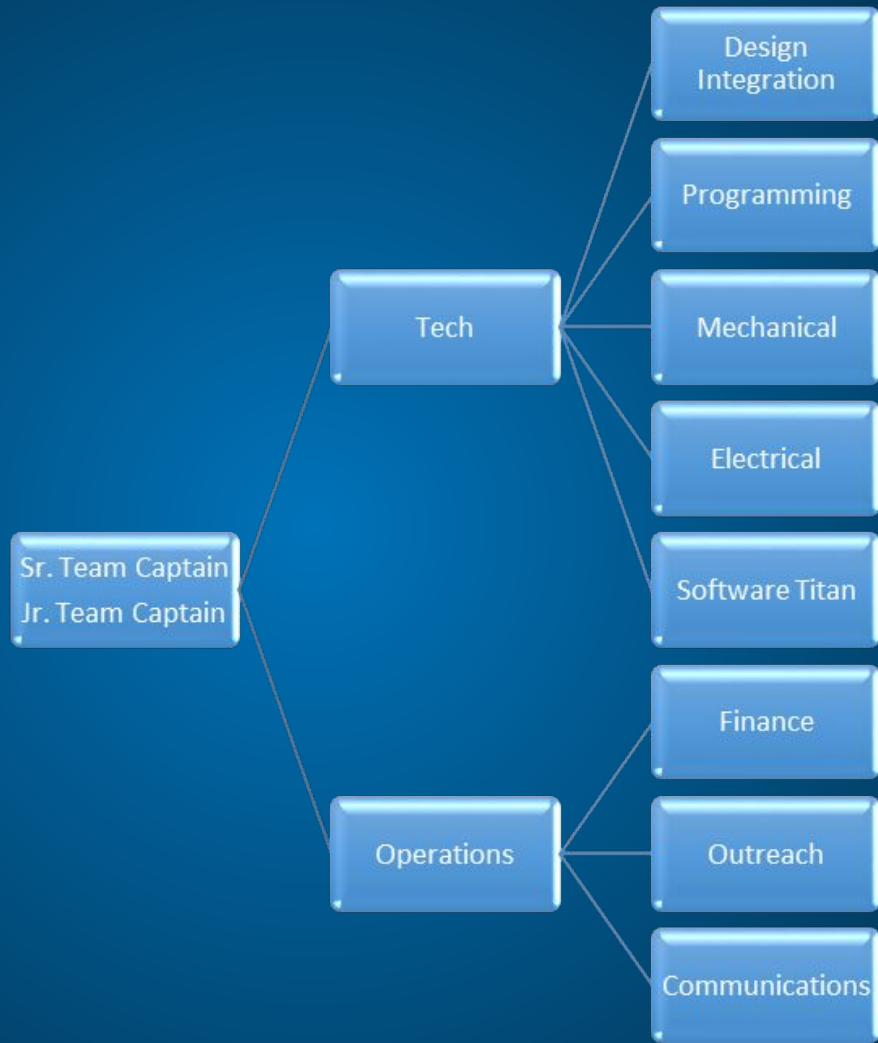 Design
Integration
Programming
Tech
Mechanical
Electrical
Sr. Team Captain
Jr. Team Captain
Software Titan
Finance
Operations
Outreach
Communications